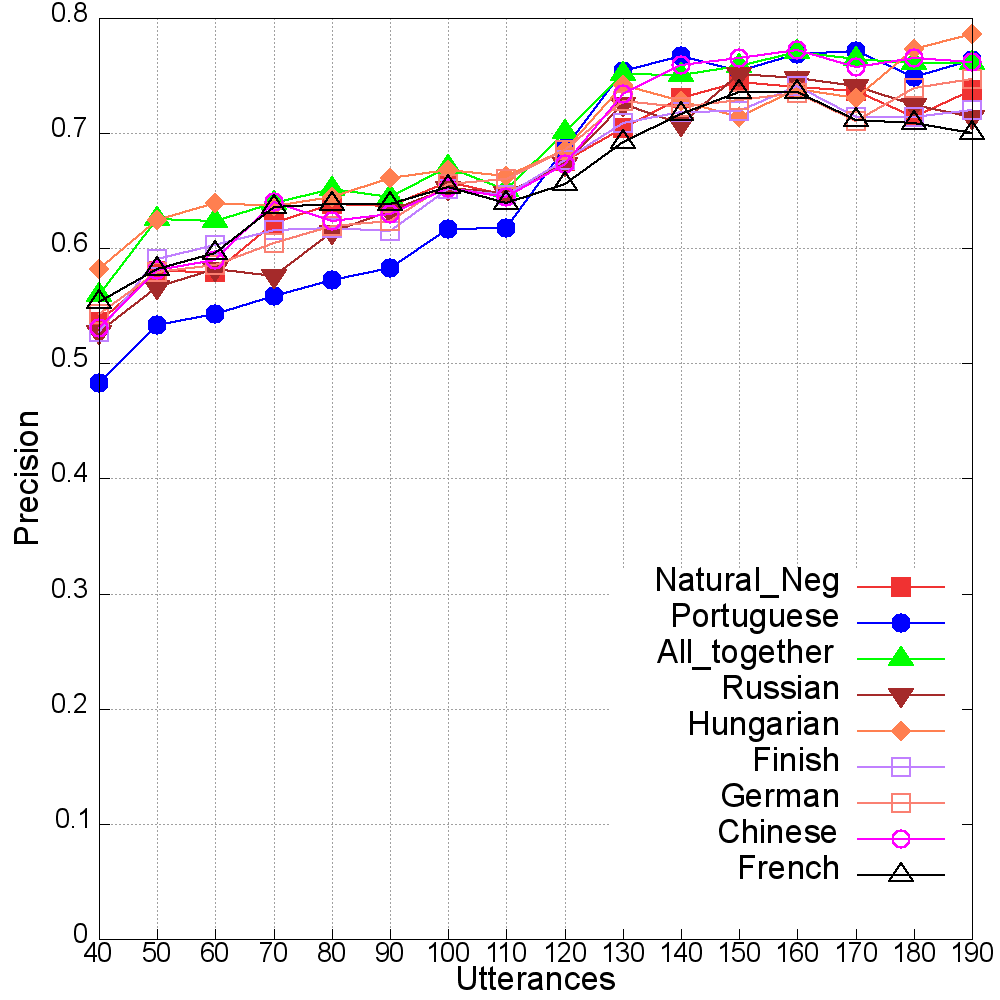 0.8
0.7
0.6
0.5
0.4
0.3
0.2
0.1
0
Precision
40 50 60 70 80 90 100 110 120 130 140 150 160 170 180 190
Utterances
Natural_Neg
Portuguese
All_together
Russian
Hungarian
Finish
German
Chinese
French